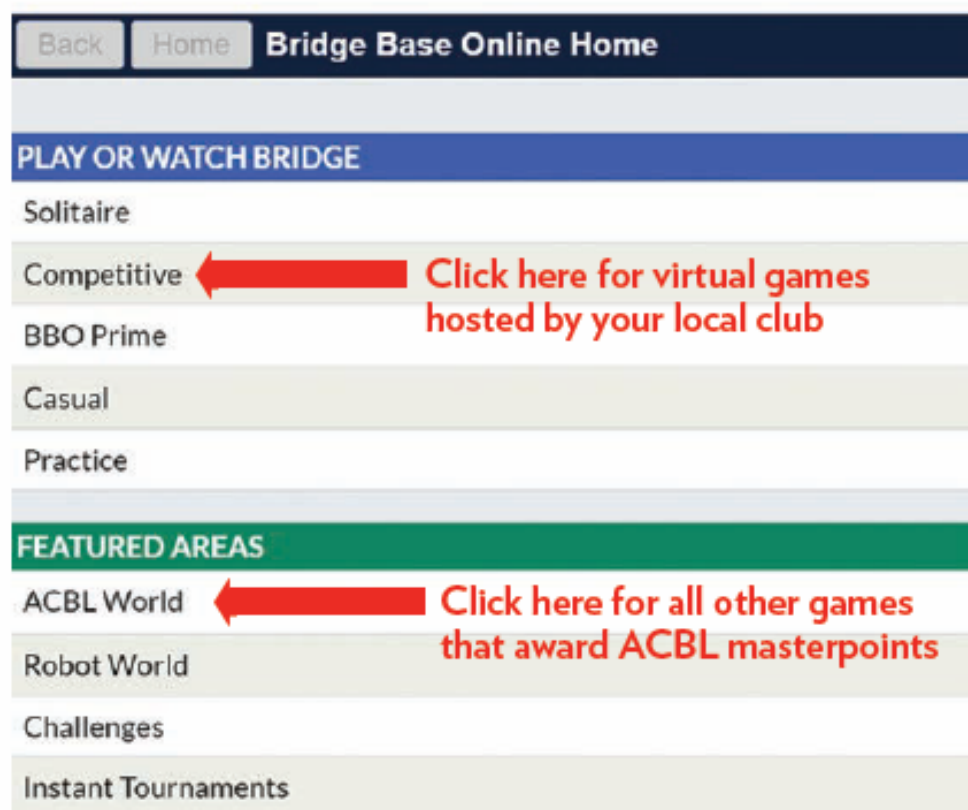 Back Home Bridge Base Online Home
PLAY OR WATCH BRIDGE
Solitaire
Competitive
Click here for virtual games
hosted by your local club
BBO Prime
Casual
Practice
FEATURED AREAS
ACBL World
Click here for all other games
that award ACBL masterpoints
Robot World
Challenges
Instant Tournaments